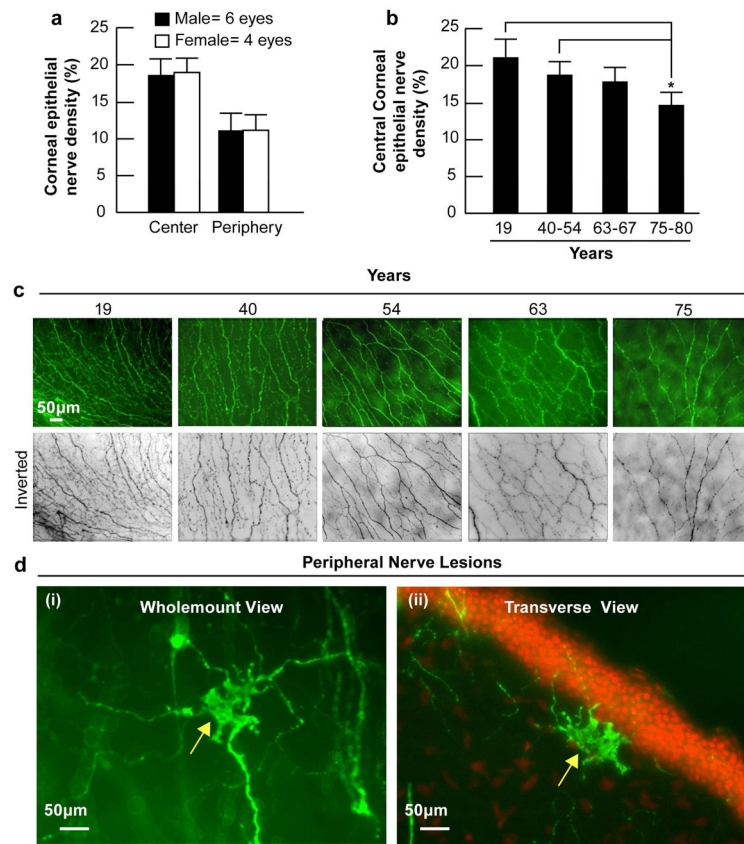 a
Male= 6 eyes
Female= 4 eyes
Corneal epithelial
nerve density (%)
25
20
15
10
5
0
Center Periphery
b
Central Corneal
epithelial nerve
density (%)
25
20
15
10
5
0
*
19 40-54 63-67 75-80
Years
c
Years
19 40 54 63 75
50μm
Inverted
d
Peripheral Nerve Lesions
(i) Wholemount View
50μm
(ii) Transverse View
50μm